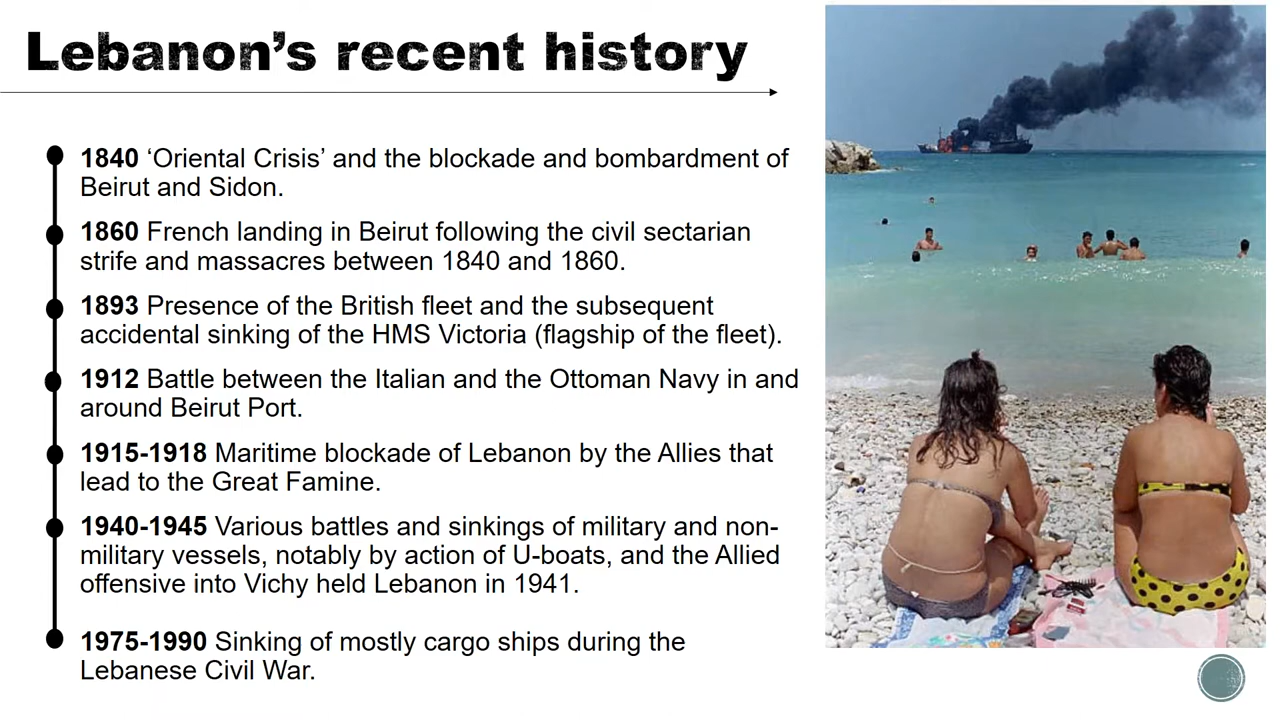 Lebanon’s recent history
1840 ‘Oriental Crisis’ and the blockade and bombardment of
Beirut and Sidon.
1860 French landing in Beirut following the civil sectarian
strife and massacres between 1840 and 1860.
1893 Presence of the British fleet and the subsequent
accidental sinking of the HMS Victoria (flagship of the fleet).
1912 Battle between the Italian and the Ottoman Navy in and
around Beirut Port.
1915-1918 Maritime blockade of Lebanon by the Allies that
lead to the Great Famine.
1940-1945 Various battles and sinkings of military and non-
military vessels, notably by action of U-boats, and the Allied
offensive into Vichy held Lebanon in 1941.
1975-1990 Sinking of mostly cargo ships during the
Lebanese Civil War.